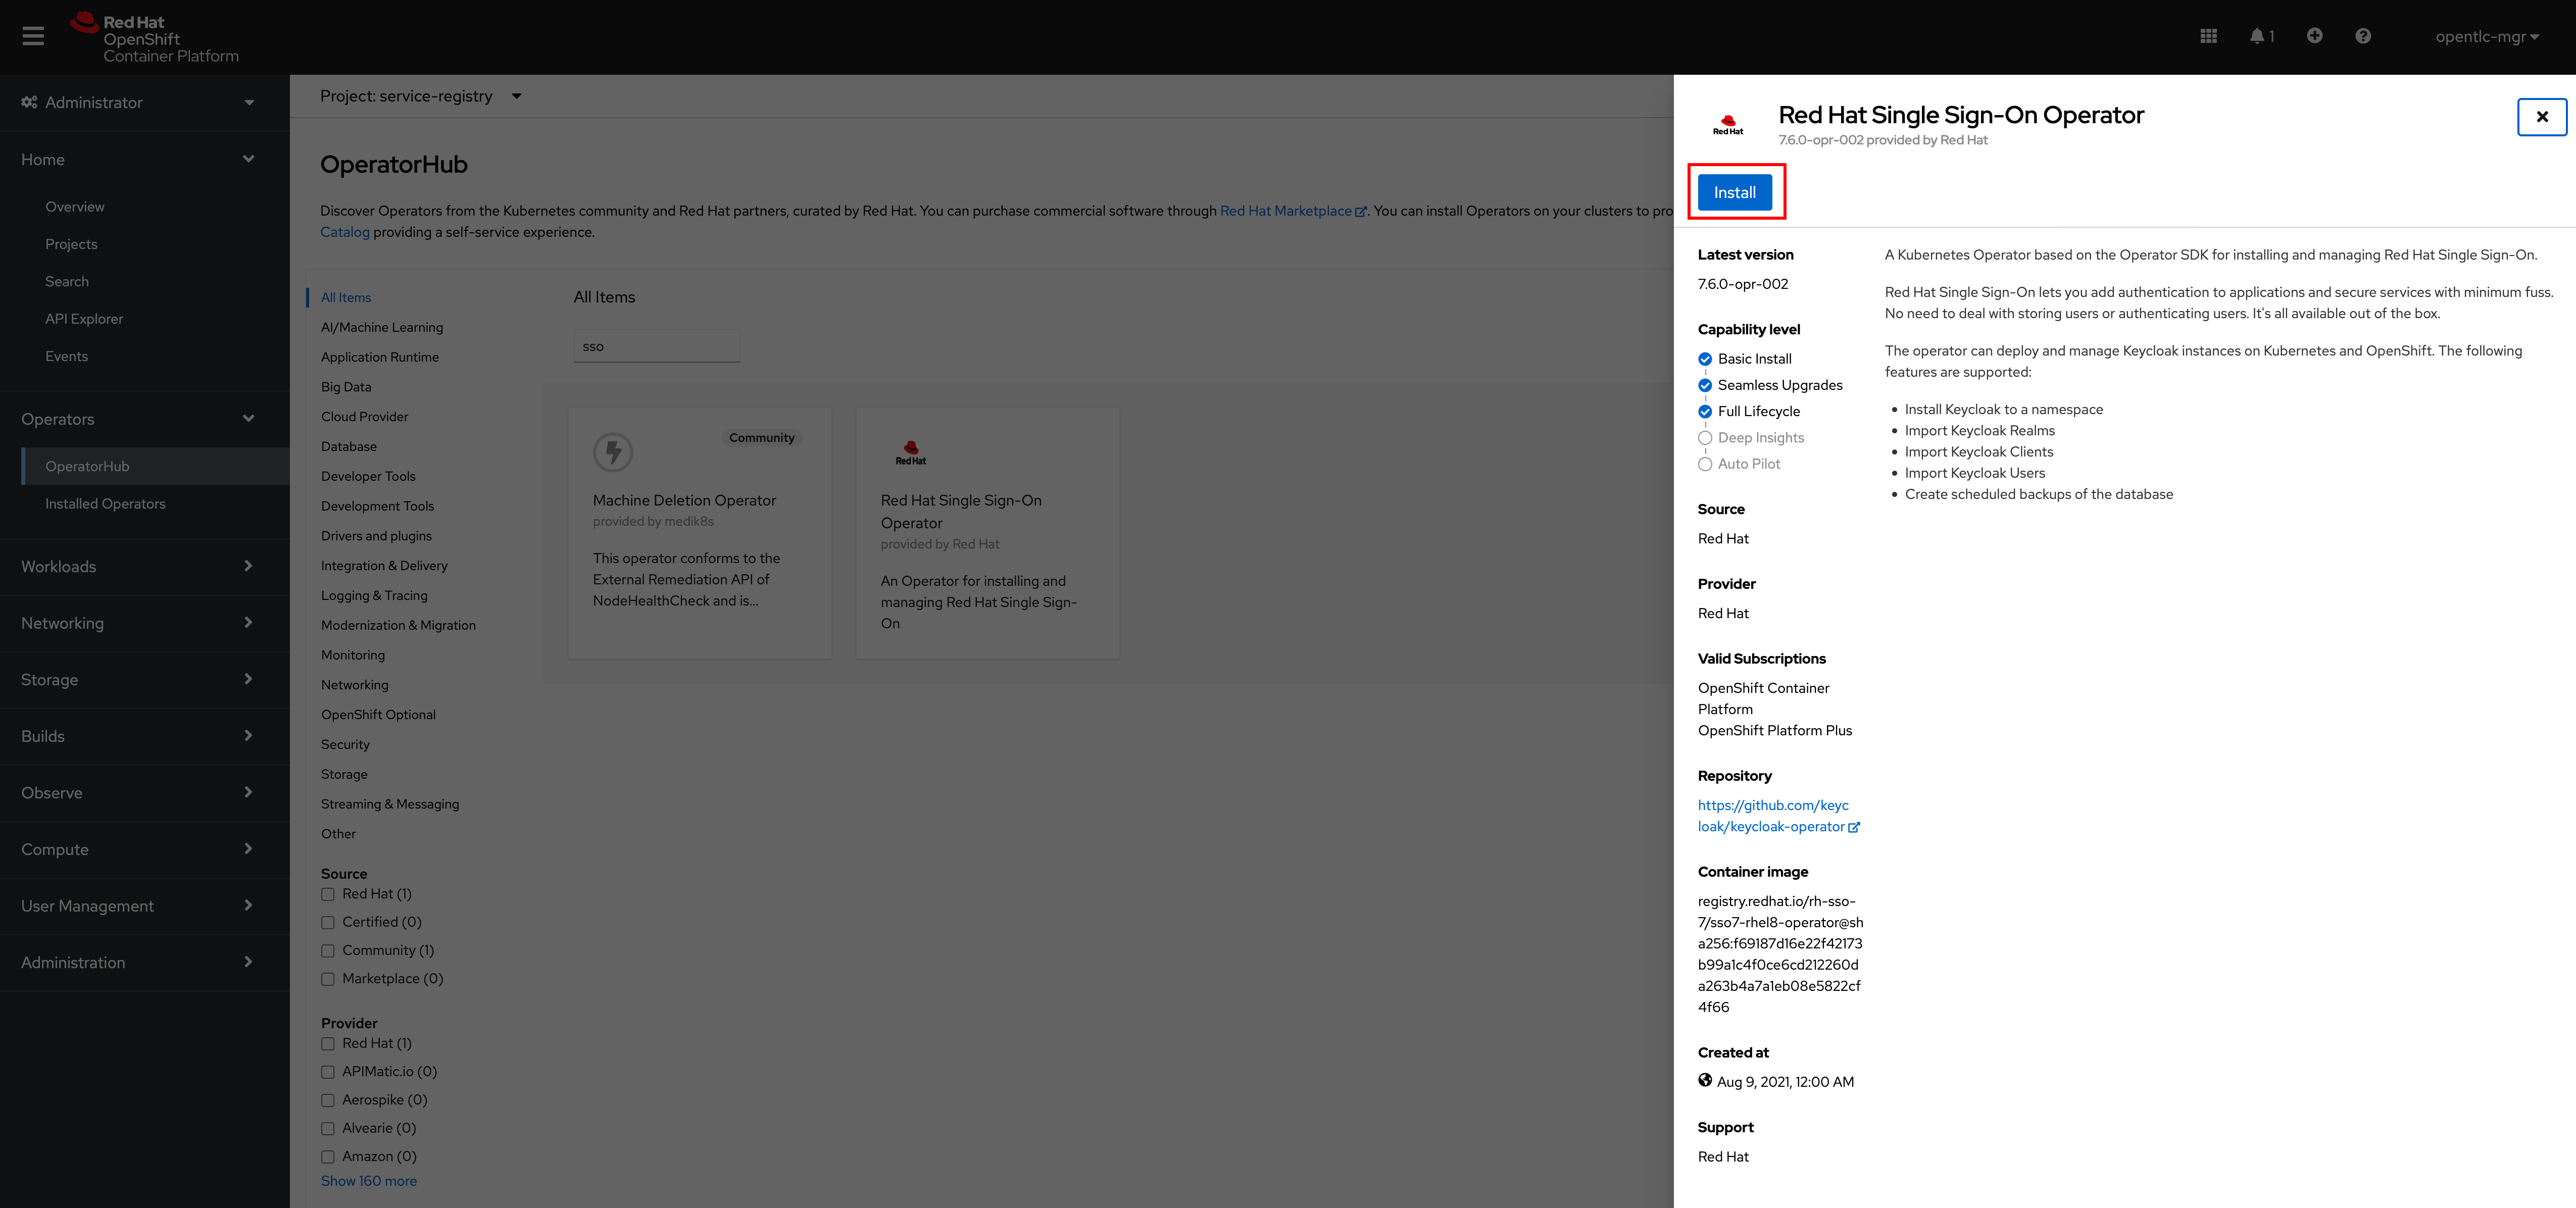 Red Hat
OpenShift
Container Platform
1
opentlc-mgr
Administrator
Home
Overview
Projects
Search
API Explorer
Events
Operators
OperatorHub
Installed Operators
Workloads
Networking
Storage
Builds
Observe
Compute
User Management
Administration
Project: service-registry
OperatorHub
Discover Operators from the Kubernetes community and Red Hat partners, curated by Red Hat. You can purchase commercial software through Red Hat Marketplace. You can install Operators on your clusters to pro
Catalog providing a self-service experience.
All Items
AI/Machine Learning
Application Runtime
Big Data
Cloud Provider
Database
Developer Tools
Development Tools
Drivers and plugins
Integration & Delivery
Logging & Tracing
Modernization & Migration
Monitoring
Networking
OpenShift Optional
Security
Storage
Streaming & Messaging
Other
Source
Red Hat (1)
Certified (0)
Community (1)
Marketplace (0)
Provider
Red Hat (1)
APIMatic.io (0)
Aerospike (0)
Alvearie (0)
Amazon (0)
Show 160 more
All Items
sso
Community
Machine Deletion Operator
provided by medik8s
This operator conforms to the
External Remediation API of
NodeHealthCheck and is...
Red Hat
Red Hat Single Sign-On
Operator
provided by Red Hat
An Operator for installing and
managing Red Hat Single Sign-
On
Red Hat
Red Hat Single Sign-On Operator
7.6.0-opr-002 provided by Red Hat
Install
Latest version
7.6.0-opr-002
Capability level
Basic Install
Seamless Upgrades
Full Lifecycle
Deep Insights
Auto Pilot
Source
Red Hat
Provider
Red Hat
Valid Subscriptions
OpenShift Container
Platform
OpenShift Platform Plus
Repository
https://github.com/keyc
loak/keycloak-operator
Container image
registry.redhat.io/rh-sso-
7/sso7-rhel8-operator@sh
a256:f69187d16e22f42173
b99a1c4f0ce6cd212260d
a263b4a7a1eb08e5822cf
4f66
Created at
Aug 9, 2021, 12:00 AM
Support
Red Hat
A Kubernetes Operator based on the Operator SDK for installing and managing Red Hat Single Sign-On.
Red Hat Single Sign-On lets you add authentication to applications and secure services with minimum fuss.
No need to deal with storing users or authenticating users. It's all available out of the box.
The operator can deploy and manage Keycloak instances on Kubernetes and OpenShift. The following
features are supported:
• Install Keycloak to a namespace
• Import Keycloak Realms
• Import Keycloak Clients
• Import Keycloak Users
• Create scheduled backups of the database